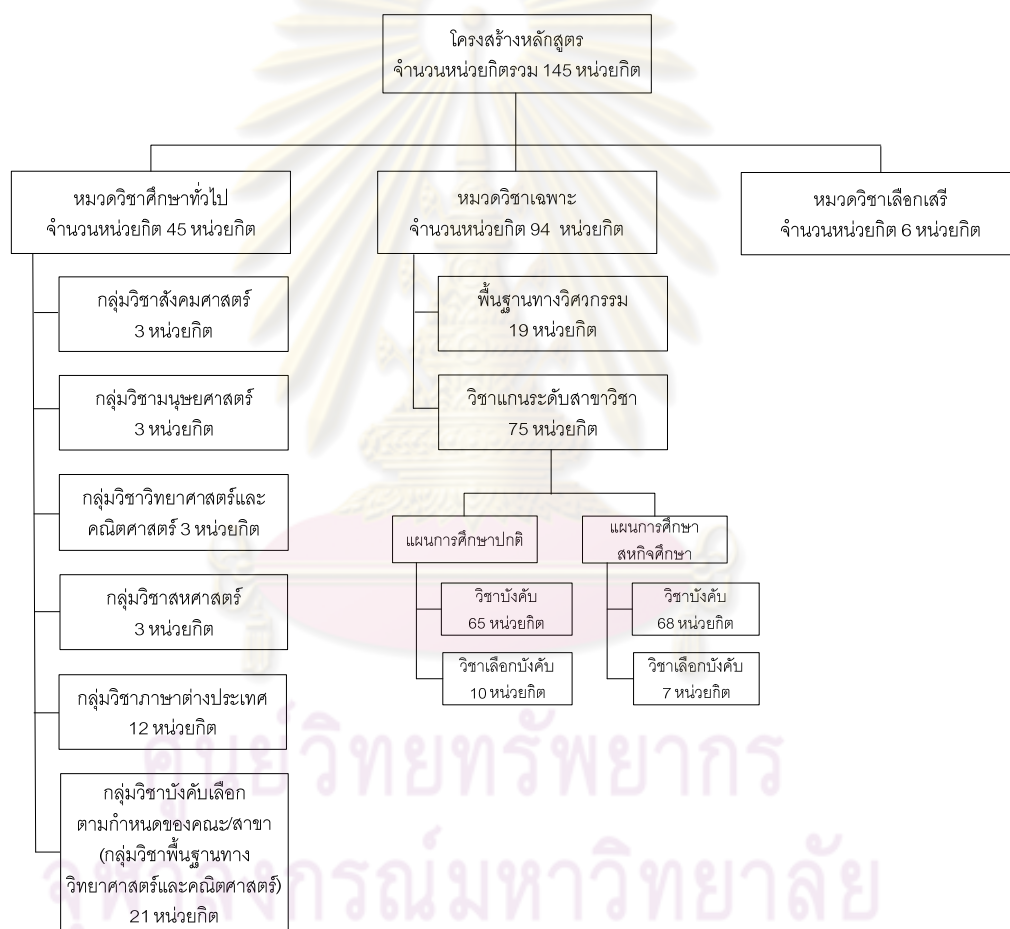 โครงสร้างหลักสูตร
จำนวนหน่วยกิตรวม 145 หน่วยกิต
หมวดวิชาศึกษาทั่วไป
จำนวนหน่วยกิต 45 หน่วยกิต
กลุ่มวิชาสังคมศาสตร์
3 หน่วยกิต
กลุ่มวิชามนุษยศาสตร์
3 หน่วยกิต
กลุ่มวิชาวิทยาศาสตร์และ
คณิตศาสตร์ 3 หน่วยกิต
กลุ่มวิชาสหศาสตร์
3 หน่วยกิต
กลุ่มวิชาภาษาต่างประเทศ
12 หน่วยกิต
กลุ่มวิชาบังคับเลือก
ตามกำหนดของคณะ/สาขา
(กลุ่มวิชาพื้นฐานทาง
วิทยาศาสตร์และคณิตศาสตร์)
21 หน่วยกิต
หมวดวิชาเฉพาะ
จำนวนหน่วยกิต 94 หน่วยกิต
พื้นฐานทางวิศวกรรม
19 หน่วยกิต
วิชาแกนระดับสาขาวิชา
75 หน่วยกิต
แผนการศึกษาปกติ
วิชาบังคับ
65 หน่วยกิต
วิชาเลือกบังคับ
10 หน่วยกิต
แผนการศึกษา
สหกิจศึกษา
วิชาบังคับ
68 หน่วยกิต
วิชาเลือกบังคับ
7 หน่วยกิต
หมวดวิชาเลือกเสรี
จำนวนหน่วยกิต 6 หน่วยกิต
ศูนย์วิทยทรัพยากร
จุฬาลงกรณ์มหาวิทยาลัย